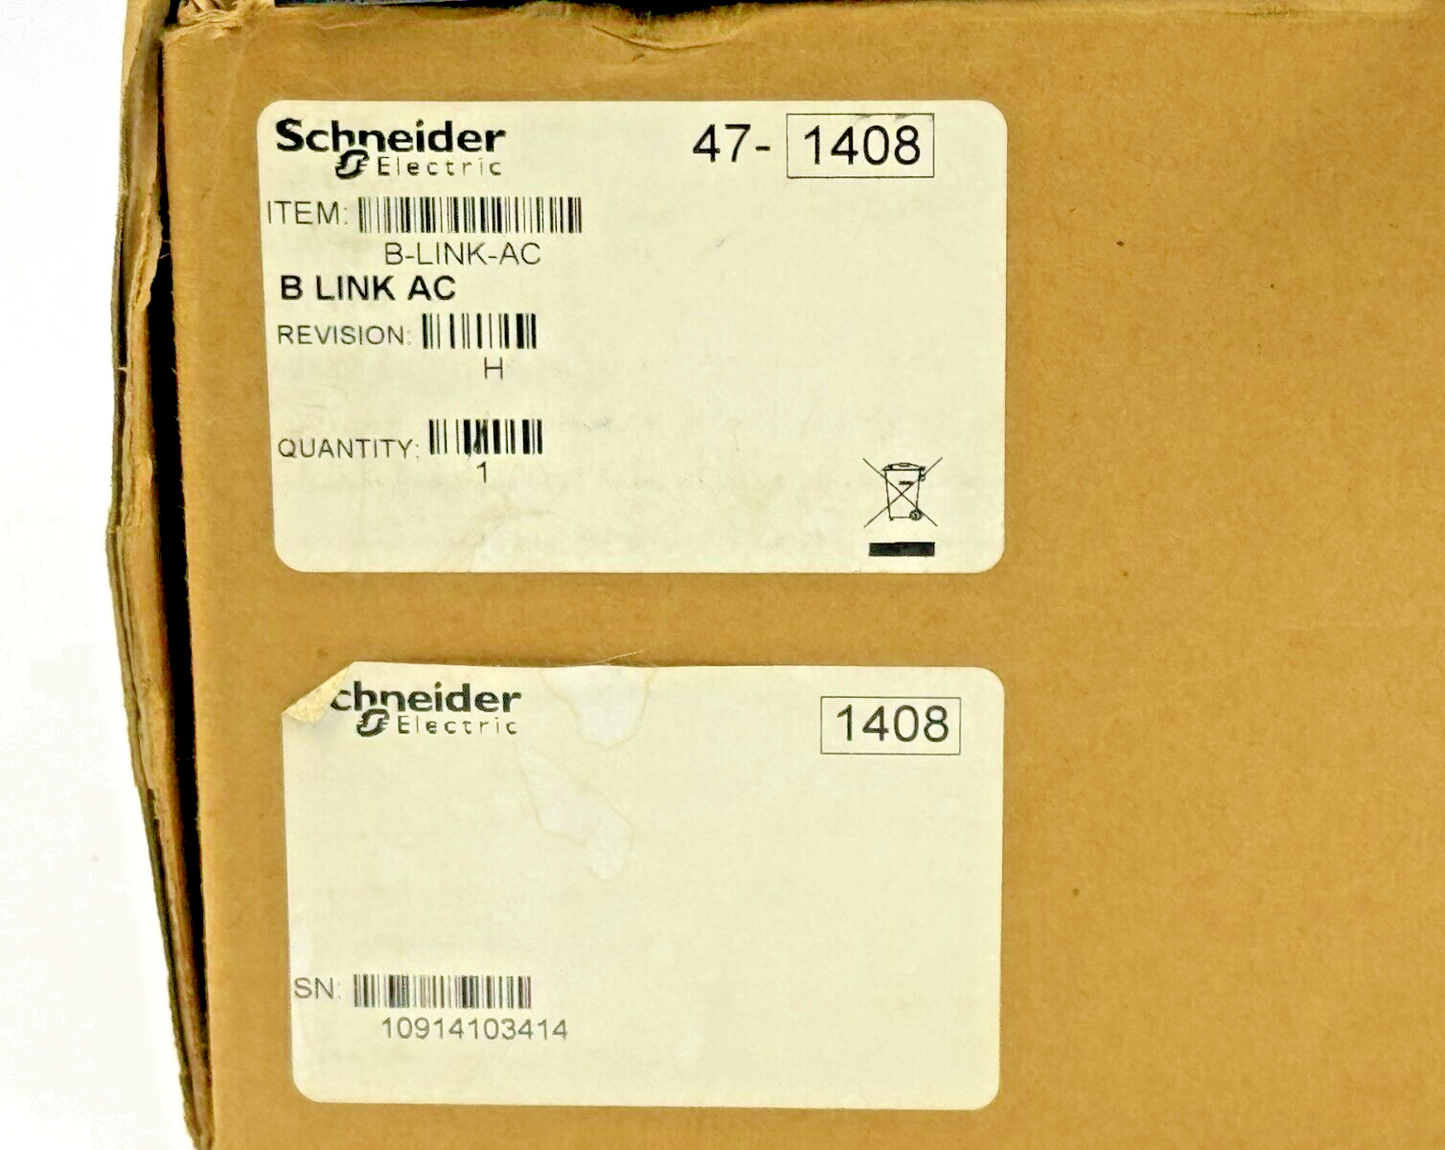 Schneider
Electric
47- 1408
ITEM:
B-LINK-AC
B LINK AC
REVISION:
H
QUANTITY:
1
chneider
Electric
1408
SN:
10914103414